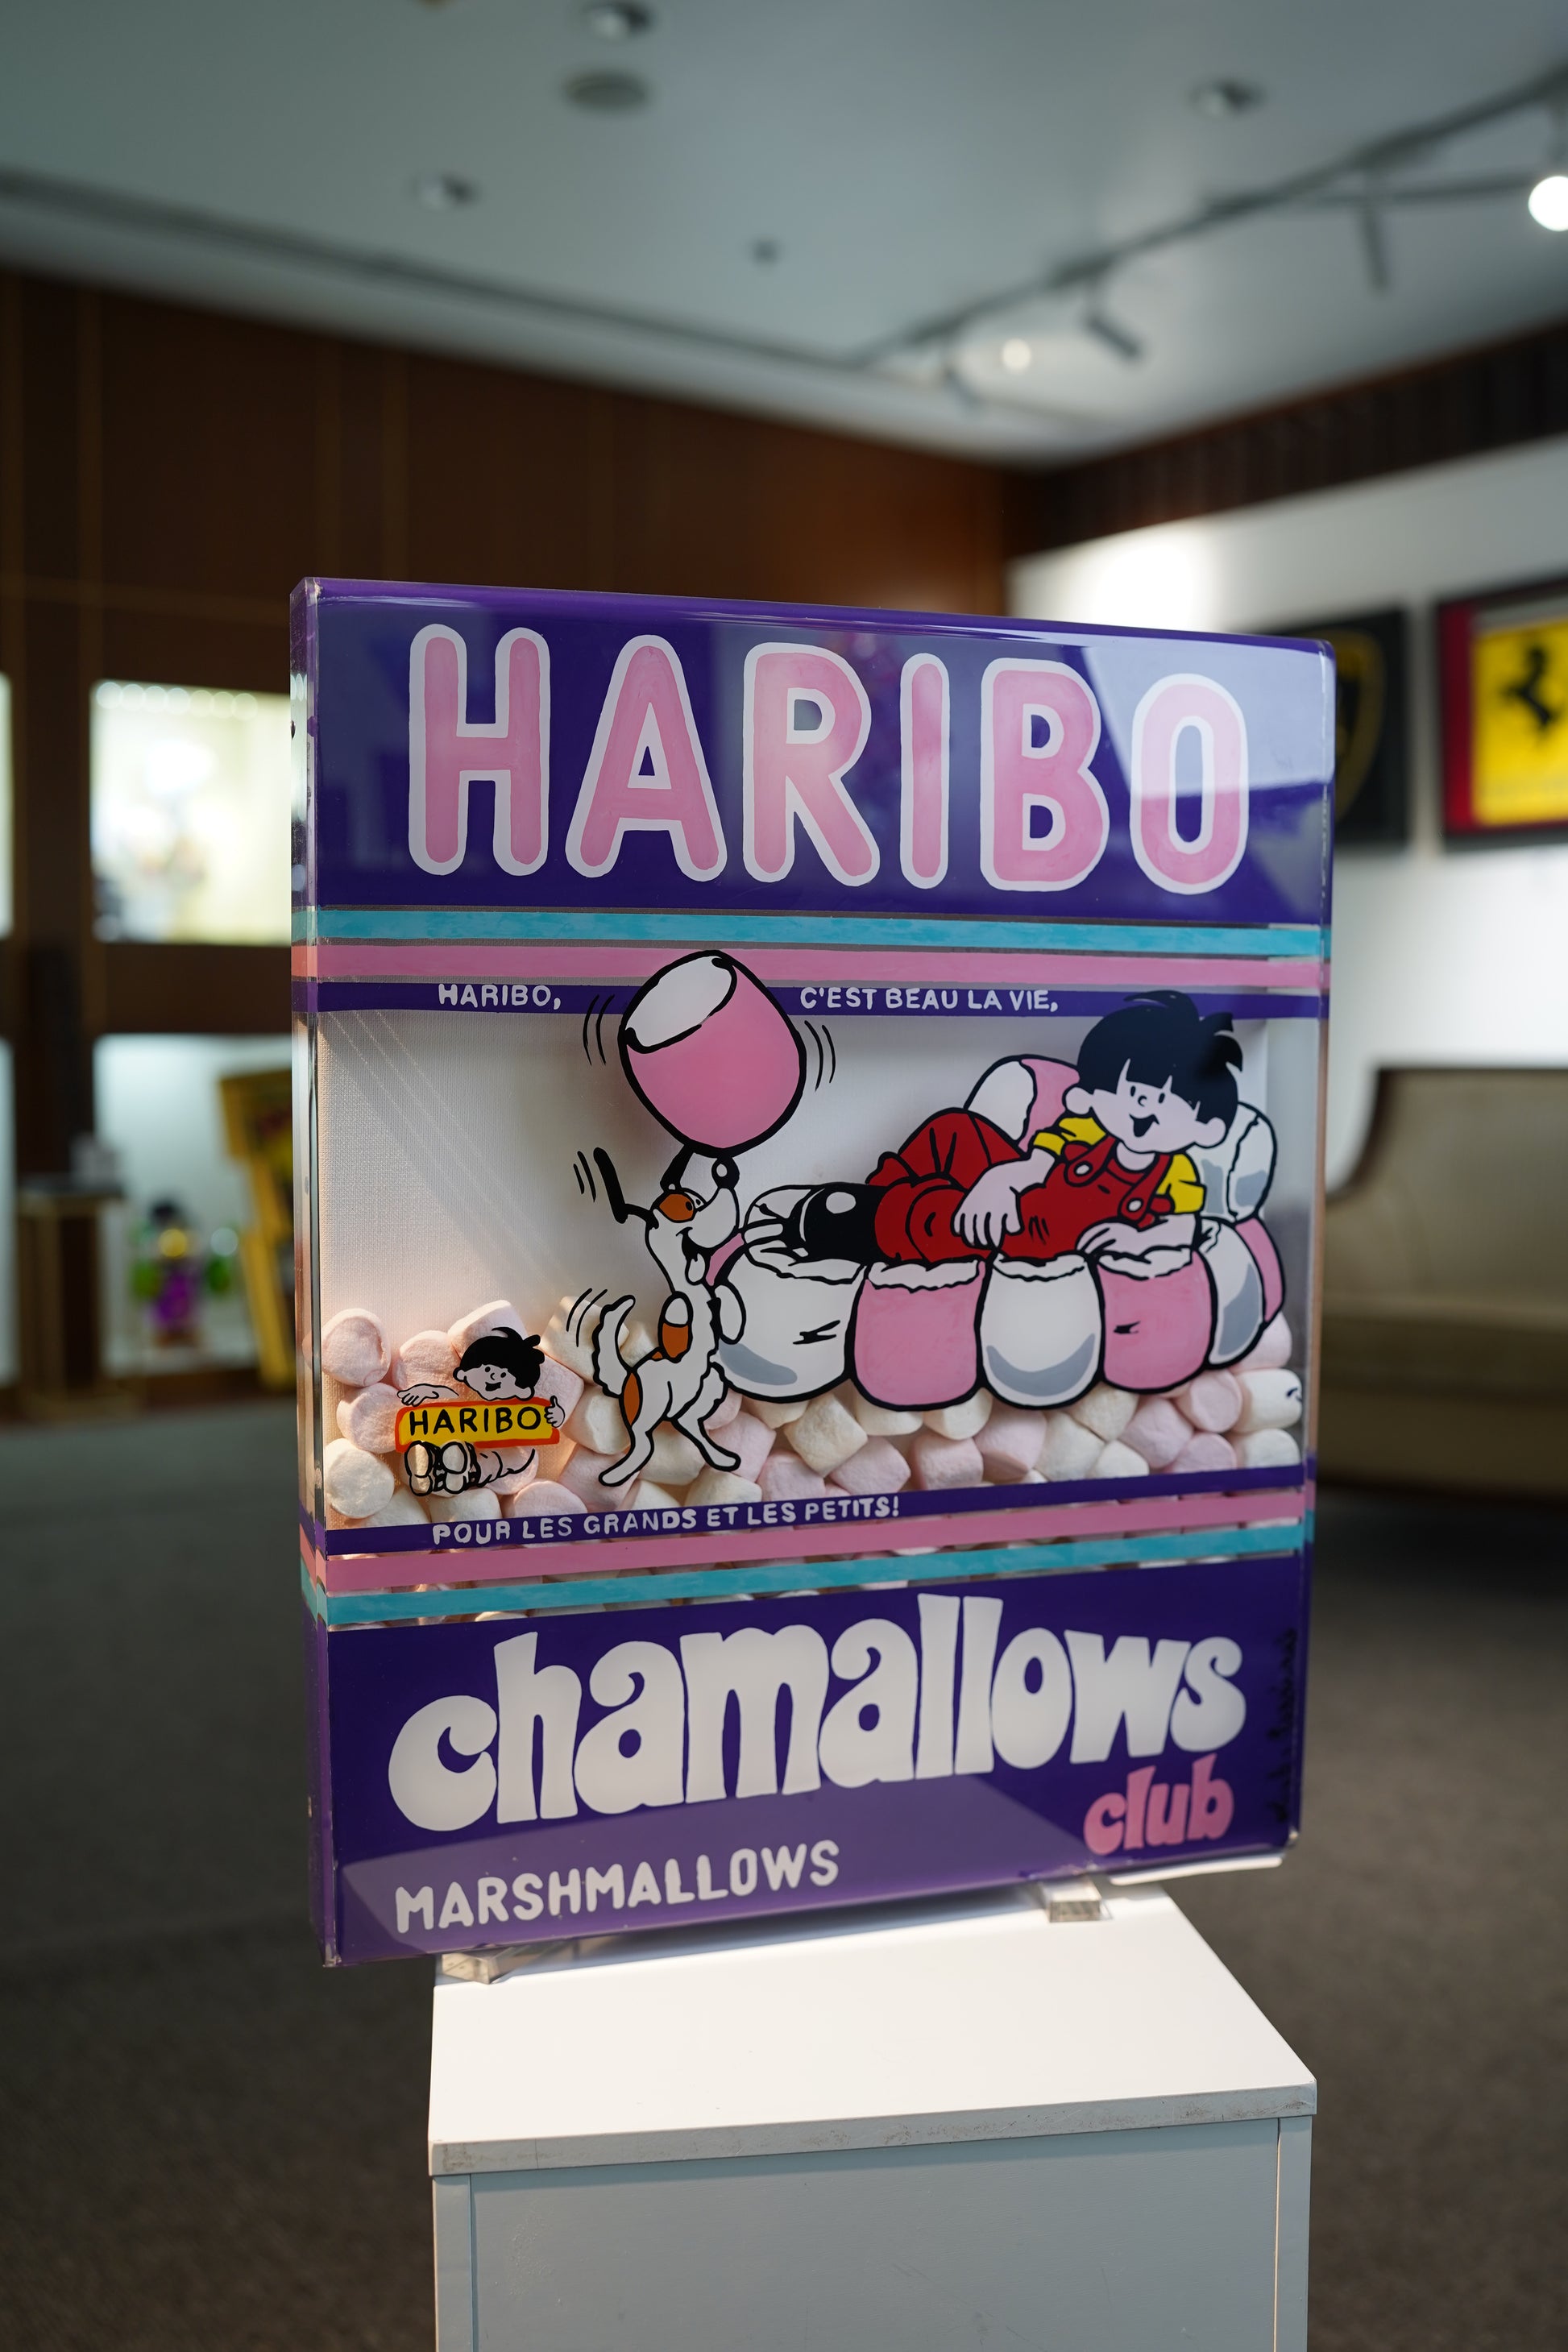 HARIBO
HARIBO, C'EST BEAU LA VIE,
HARIBO
POUR LES GRANDS ET LES PETITS!
chamallows
club
MARSHMALLOWS